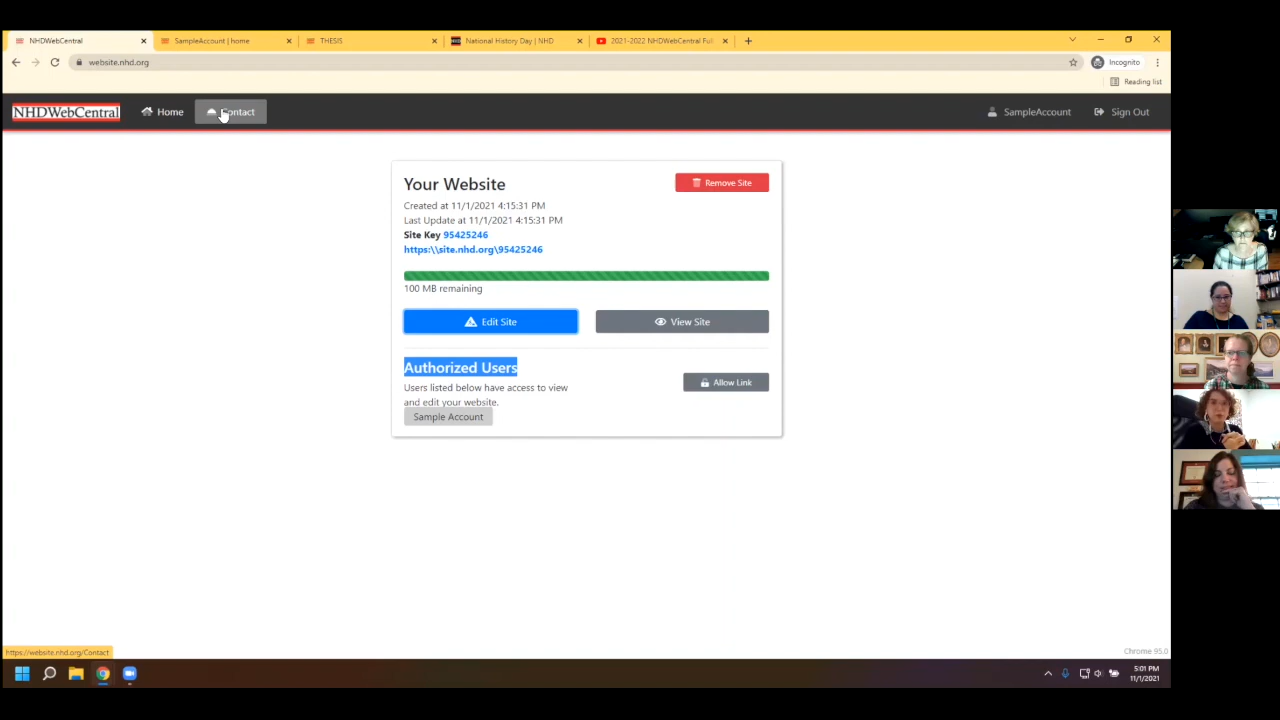 NHDWebCentral
SampleAccount | home
THESIS
National History Day | NHD
2021-2022 NHDWebCentral Full
website.nhd.org
Incognito
Reading list
NHDWebCentral
Home
Contact
SampleAccount
Sign Out
Your Website
Remove Site
Created at 11/1/2021 4:15:31 PM
Last Update at 11/1/2021 4:15:31 PM
Site Key 95425246
https:\\site.nhd.org\95425246
100 MB remaining
Edit Site
View Site
Authorized Users
Allow Link
Users listed below have access to view
and edit your website.
Sample Account
https://website.nhd.org/Contact
Chrome 95.0
5:01 PM
11/1/2021